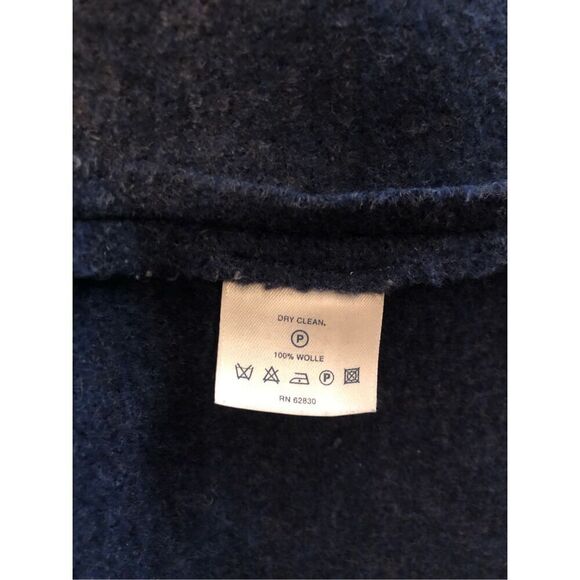 DRY CLEAN.
P
100% WOLLE
P
RN 62830